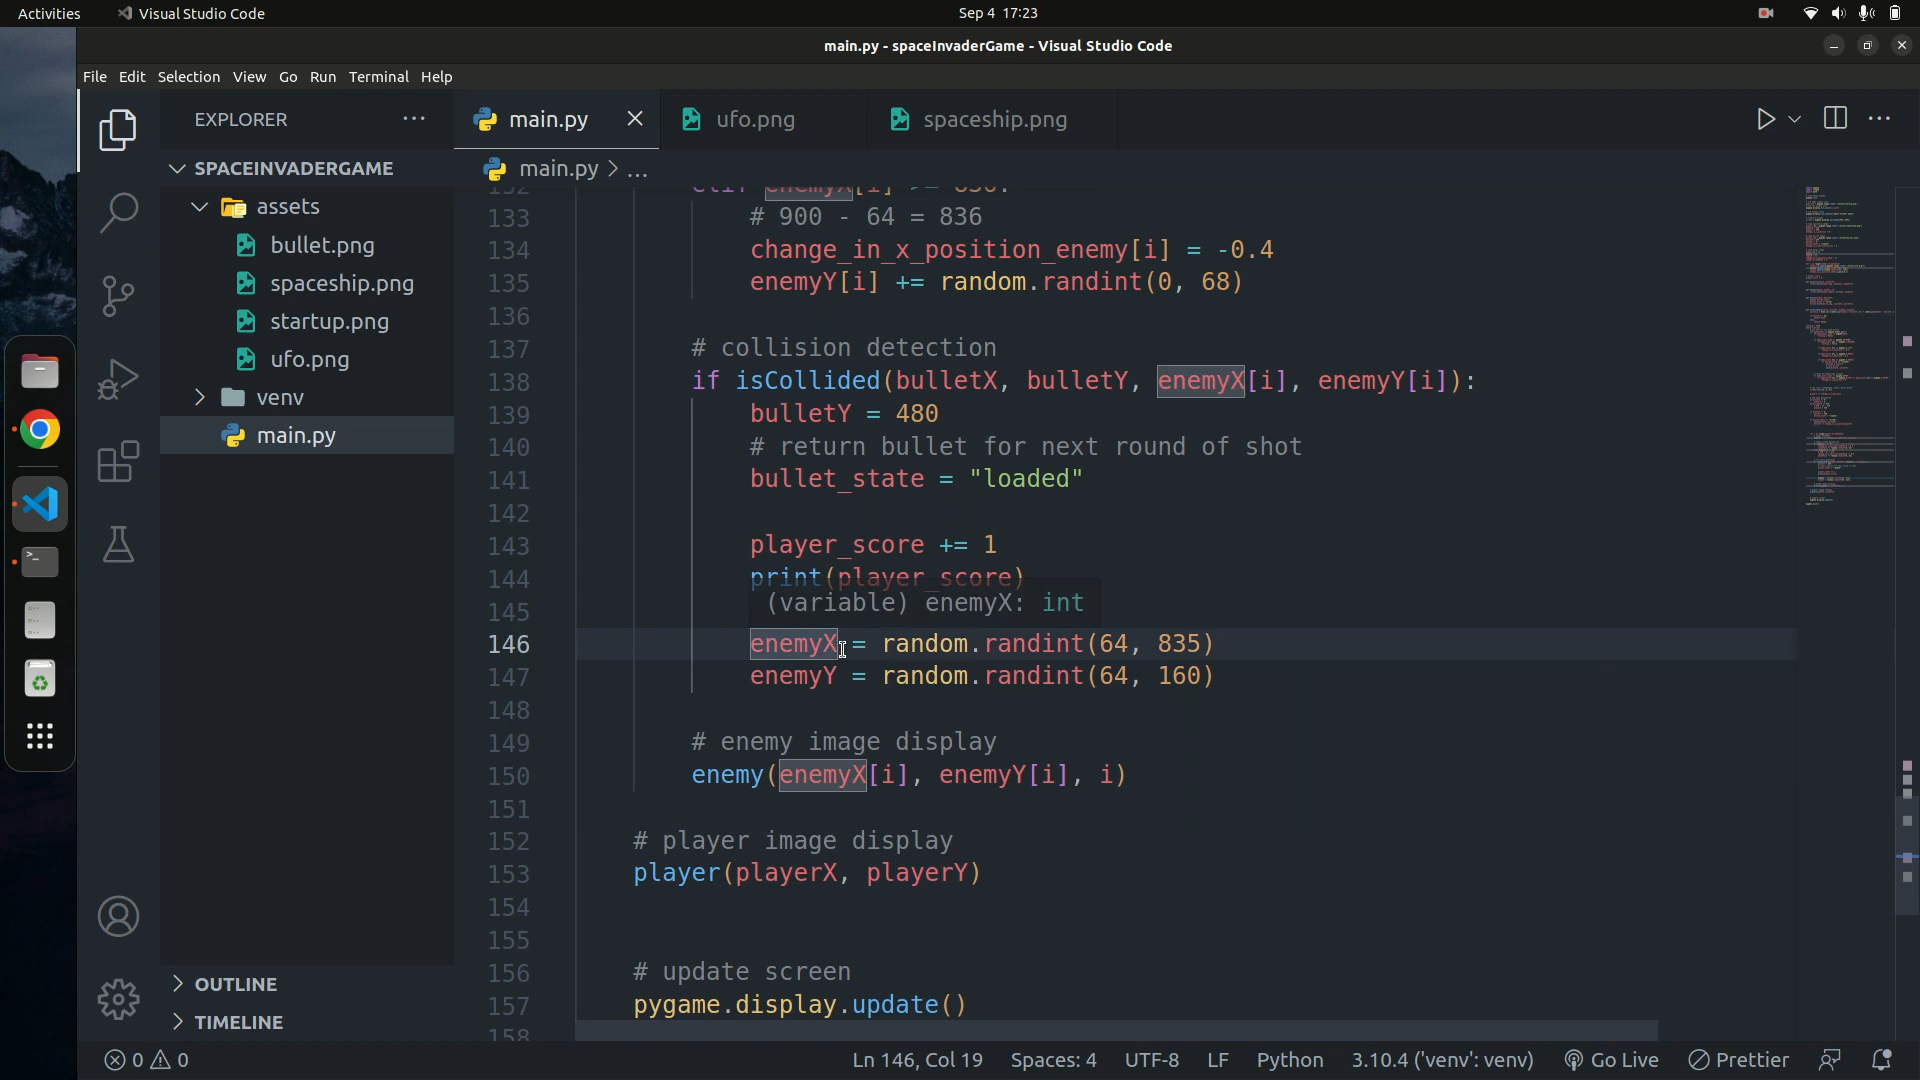 Activities
Visual Studio Code
Sep 4 17:23
main.py - spaceInvaderGame - Visual Studio Code
File Edit Selection View Go Run Terminal Help
EXPLORER
main.py
ufo.png
spaceship.png
SPACEINVADERGAME
main.py > ...
assets
bullet.png
spaceship.png
startup.png
ufo.png
venv
main.py
OUTLINE
TIMELINE
132 elif enemyX[i] >= 836:
133 # 900 - 64 = 836
134 change_in_x_position_enemy[i] = -0.4
135 enemyY[i] += random.randint(0, 68)
136
137 # collision detection
138 if isCollided(bulletX, bulletY, enemyX[i], enemyY[i]):
139 bulletY = 480
140 # return bullet for next round of shot
141 bullet_state = "loaded"
142
143 player_score += 1
144 print(player_score)
(variable) enemyX: int
145
146 enemyX = random.randint(64, 835)
147 enemyY = random.randint(64, 160)
148
149 # enemy image display
150 enemy(enemyX[i], enemyY[i], i)
151
152 # player image display
153 player(playerX, playerY)
154
155
156 # update screen
157 pygame.display.update()
158
0 0
Ln 146, Col 19
Spaces: 4
UTF-8
LF
Python
3.10.4 ('venv': venv)
Go Live
Prettier